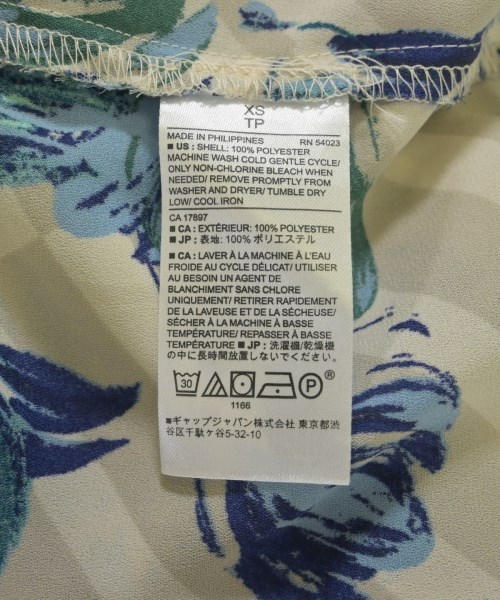 XS
TP
MADE IN PHILIPPINES RN 54023
■ US : SHELL: 100% POLYESTER
MACHINE WASH COLD GENTLE CYCLE/
ONLY NON-CHLORINE BLEACH WHEN
NEEDED/ REMOVE PROMPTLY FROM
WASHER AND DRYER/ TUMBLE DRY
LOW/ COOL IRON
CA 17897
■ CA : EXTÉRIEUR: 100% POLYESTER
■ JP : 表地: 100% ポリエステル
■ CA : LAVER À LA MACHINE À L'EAU
FROIDE AU CYCLE DÉLICAT/ UTILISER
AU BESOIN UN AGENT DE
BLANCHIMENT SANS CHLORE
UNIQUEMENT/ RETIRER RAPIDEMENT
DE LA LAVEUSE ET DE LA SÉCHEUSE/
SÉCHER À LA MACHINE À BASSE
TEMPÉRATURE/ REPASSER À BASSE
TEMPÉRATURE ■ JP : 洗濯機/乾燥機
の中に長時間放置しないでください。
30 P ®
1166
■ギャップジャパン株式会社 東京都渋
谷区千駄ヶ谷5-32-10